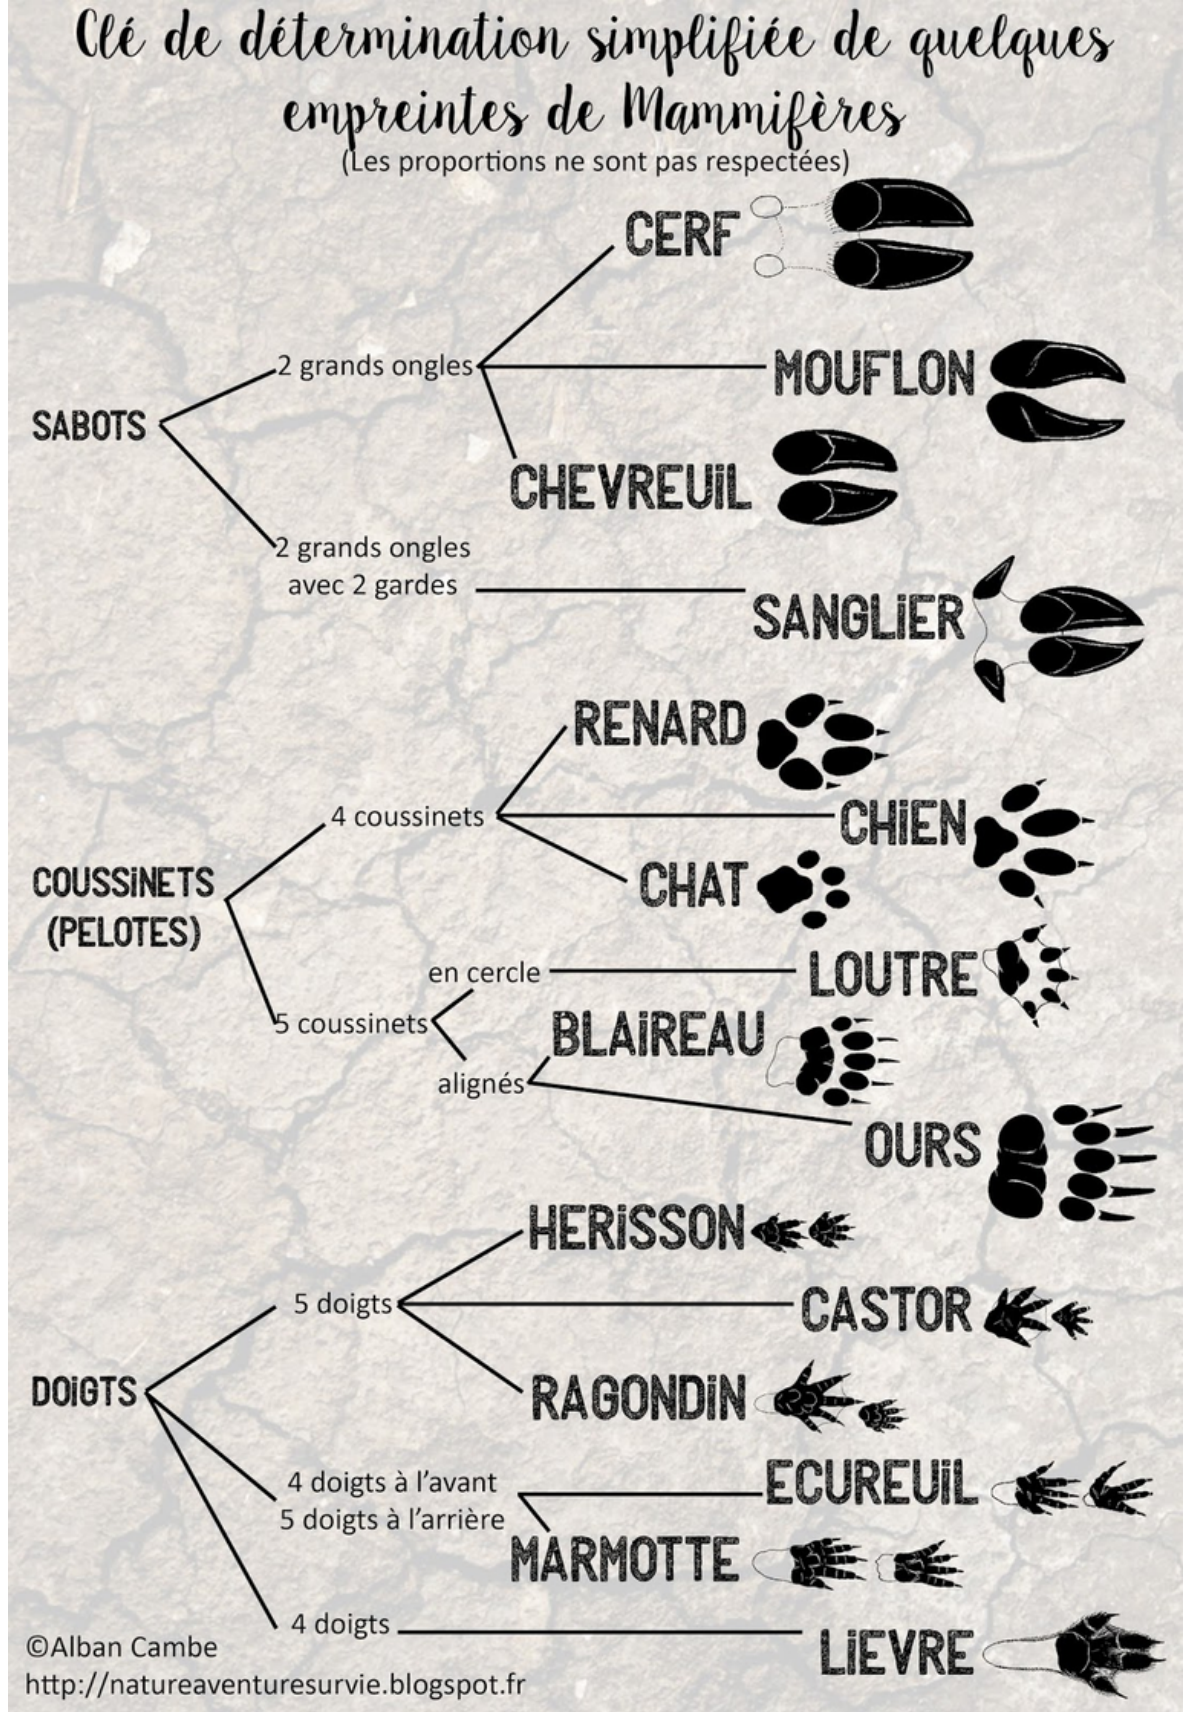 Clé de détermination simplifiée de quelques
empreintes de Mammifères
(Les proportions ne sont pas respectées)
CERF
2 grands ongles
MOUFLON
SABOTS
CHEVREUiL
2 grands ongles
avec 2 gardes
SANGLiER
RENARD
4 coussinets
CHiEN
COUSSiNETS
(PELOTES)
CHAT
en cercle
LOUTRE
5 coussinets
BLAiREAU
alignés
OURS
HERiSSON
5 doigts
CASTOR
DOiGTS
RAGONDiN
4 doigts à l'avant
5 doigts à l'arrière
ECUREUiL
MARMOTTE
4 doigts
LiEVRE
©Alban Cambe
http://natureaventuresurvie.blogspot.fr